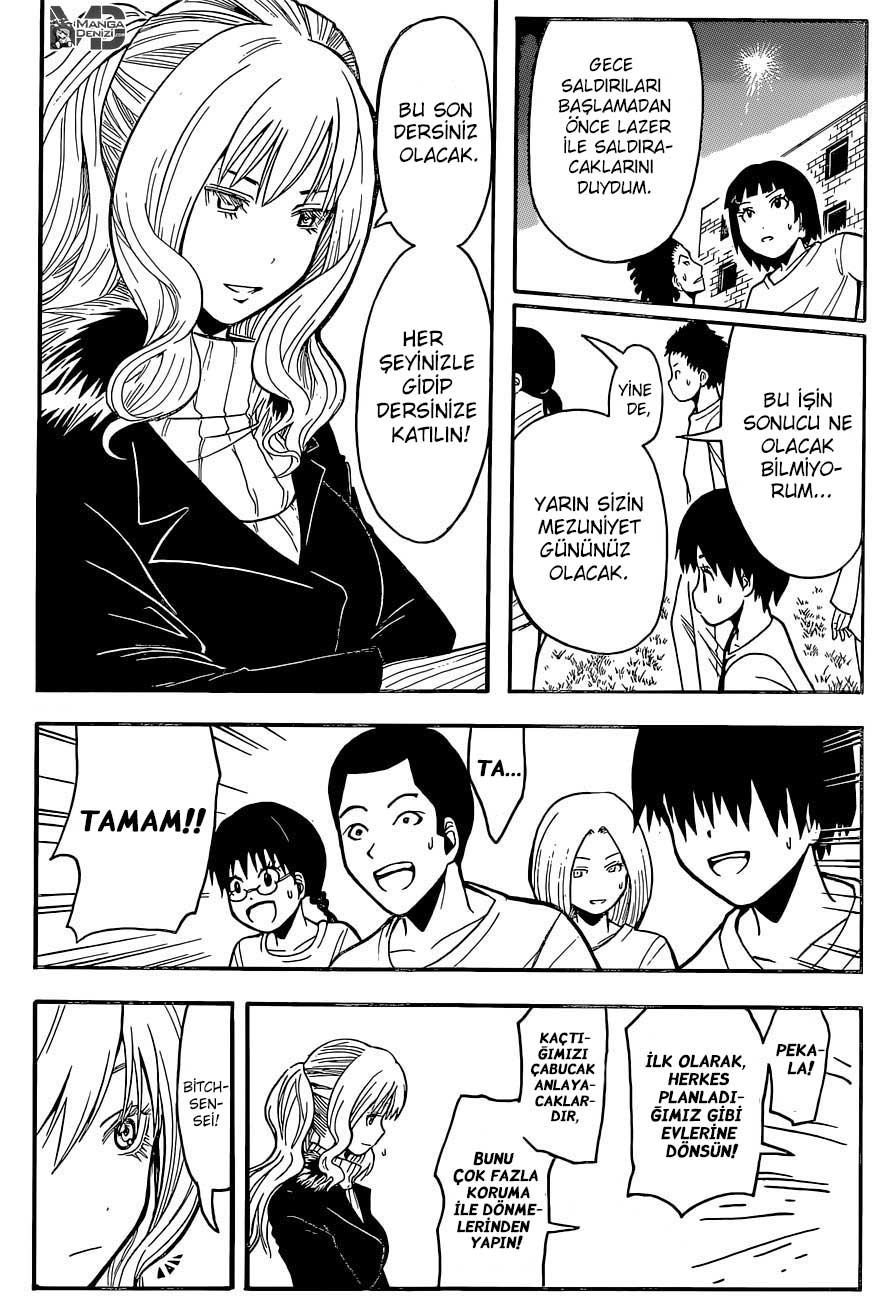 MANGA
DENİZİ
GECE
SALDIRILARI
BAŞLAMADAN
ÖNCE LAZER
İLE SALDIRA-
CAKLARINI
DUYDUM.
BU İŞİN
SONUCU NE
OLACAK
BİLMİYO-
RUM...
YİNE
DE,
YARIN SİZİN
MEZUNİYET
GÜNÜNÜZ
OLACAK.
BU SON
DERSİNİZ
OLACAK.
HER
ŞEYİNİZLE
GİDİP
DERSİNİZE
KATILIN!
TA...
TAMAM!!
PEKA-
LA!
İLK OLARAK,
HERKES
PLANLADI-
ĞIMIZ GİBİ
EVLERİNE
DÖNSÜN!
KAÇTI-
ĞIMIZI
ÇABUCAK
ANLAYA-
CAKLAR-
DIR,
BUNU
ÇOK FAZLA
KORUMA
İLE DÖNME-
LERİNDEN
YAPIN!
BİTCH-
SEN-
SEİ!